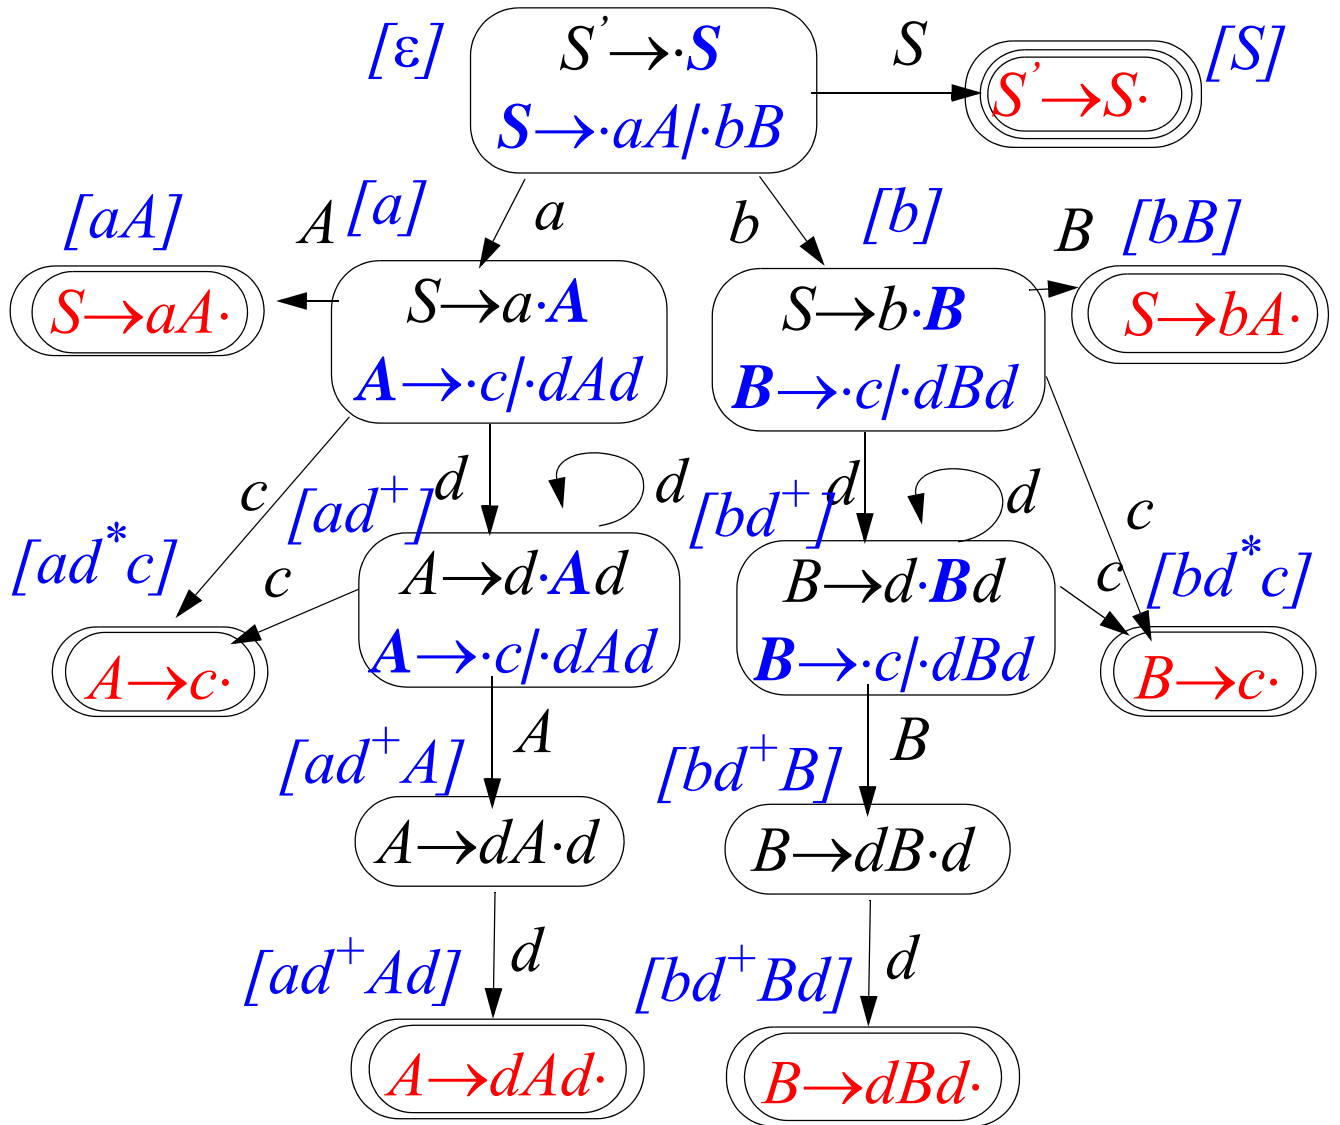 [ε]
S'→·S
S→·aA/·bB
S
S'→S·
[S]
[aA]
A
[a]
a
b
[b]
B
[bB]
S→aA·
S→a·A
A→·c/·dAd
S→b·B
B→·c/·dBd
S→bA·
c
[ad⁺]
d
d
[bd⁺]
d
d
c
[ad*c]
c
A→d·Ad
A→·c/·dAd
B→d·Bd
B→·c/·dBd
c
[bd*c]
A→c·
B→c·
[ad⁺A]
A
[bd⁺B]
B
A→dA·d
B→dB·d
[ad⁺Ad]
d
[bd⁺Bd]
d
A→dAd·
B→dBd·